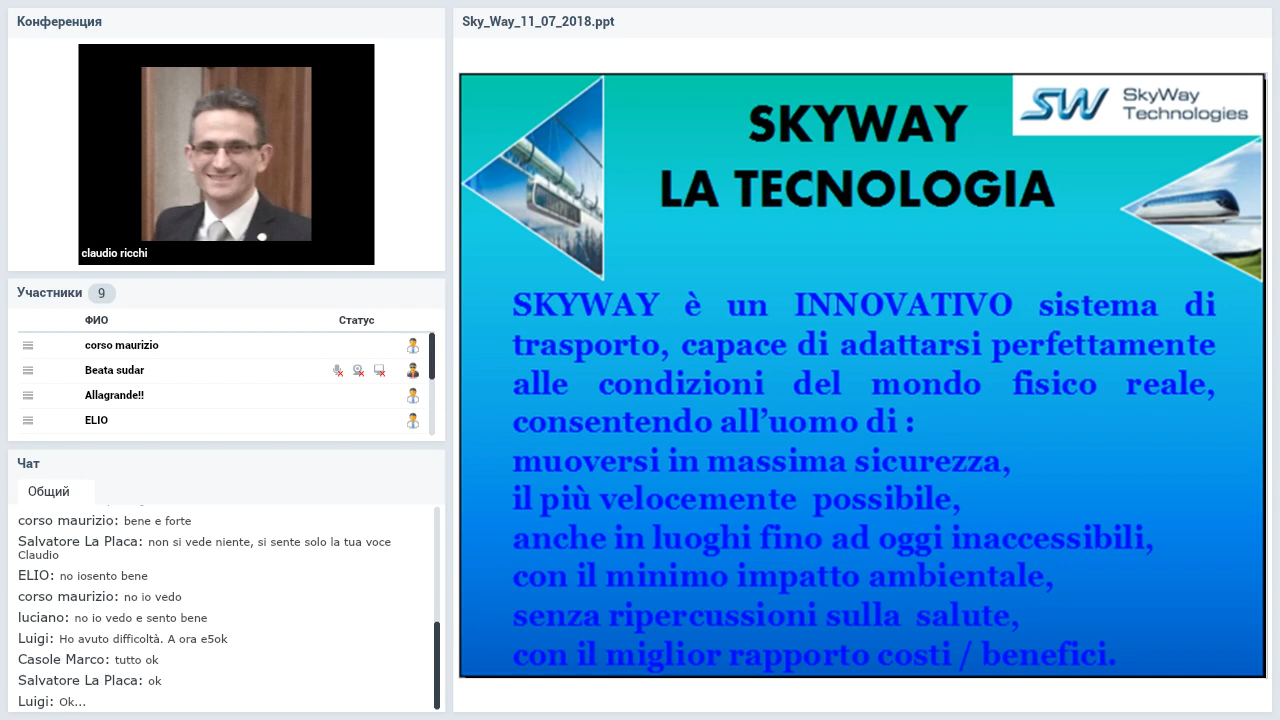 Конференция
claudio ricchi
Участники 9
ФИО Статус
corso maurizio
Beata sudar
Allagrande!!
ELIO
Чат
Общий
corso maurizio: bene e forte
Salvatore La Placa: non si vede niente, si sente solo la tua voce
Claudio
ELIO: no iosento bene
corso maurizio: no io vedo
luciano: no io vedo e sento bene
Luigi: Ho avuto difficoltà. A ora e5ok
Casole Marco: tutto ok
Salvatore La Placa: ok
Luigi: Ok...
Sky_Way_11_07_2018.ppt
SW SkyWay
Technologies
SKYWAY
LA TECNOLOGIA
SKYWAY è un INNOVATIVO sistema di
trasporto, capace di adattarsi perfettamente
alle condizioni del mondo fisico reale,
consentendo all’uomo di :
muoversi in massima sicurezza,
il più velocemente possibile,
anche in luoghi fino ad oggi inaccessibili,
con il minimo impatto ambientale,
senza ripercussioni sulla salute,
con il miglior rapporto costi / benefici.